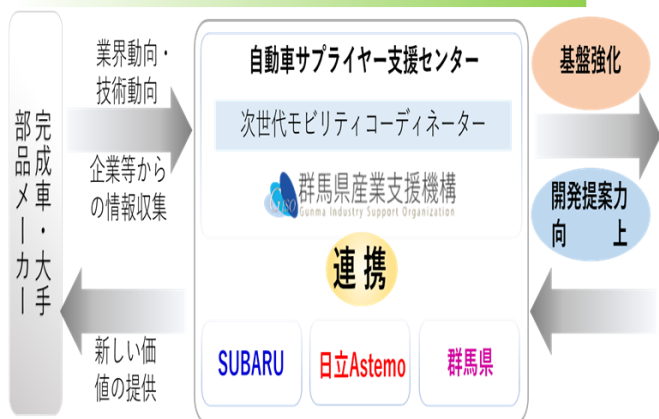 完成車・大手
部品メーカー
業界動向・
技術動向
企業等から
の情報収集
新しい価
値の提供
自動車サプライヤー支援センター
次世代モビリティコーディネーター
群馬県産業支援機構
Gunma Industry Support Organization
連携
SUBARU
日立Astemo
群馬県
基盤強化
開発提案力
向 上